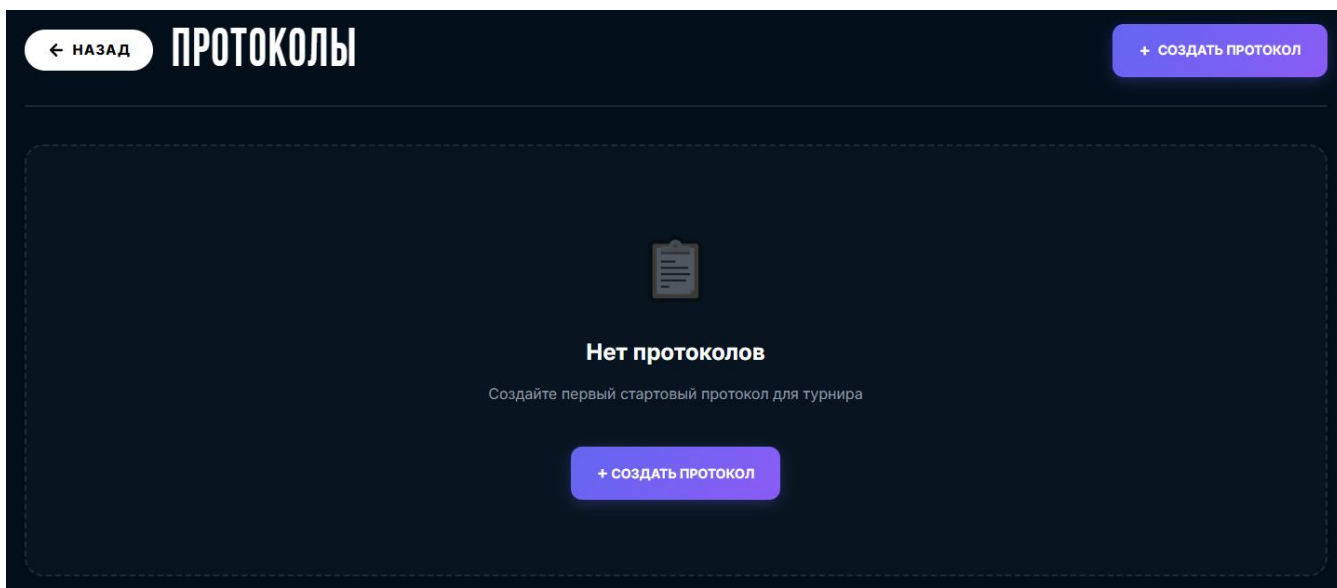 ← НАЗАД ПРОТОКОЛЫ + СОЗДАТЬ ПРОТОКОЛ
Нет протоколов
Создайте первый стартовый протокол для турнира
+ СОЗДАТЬ ПРОТОКОЛ